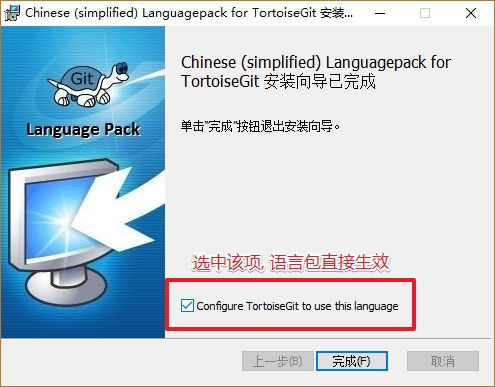 Chinese (simplified) Languagepack for TortoiseGit 安装...
Git
Language Pack
Chinese (simplified) Languagepack for
TortoiseGit 安装向导已完成
单击"完成"按钮退出安装向导。
选中该项, 语言包直接生效
Configure TortoiseGit to use this language
上一步(B)
完成(F)
取消